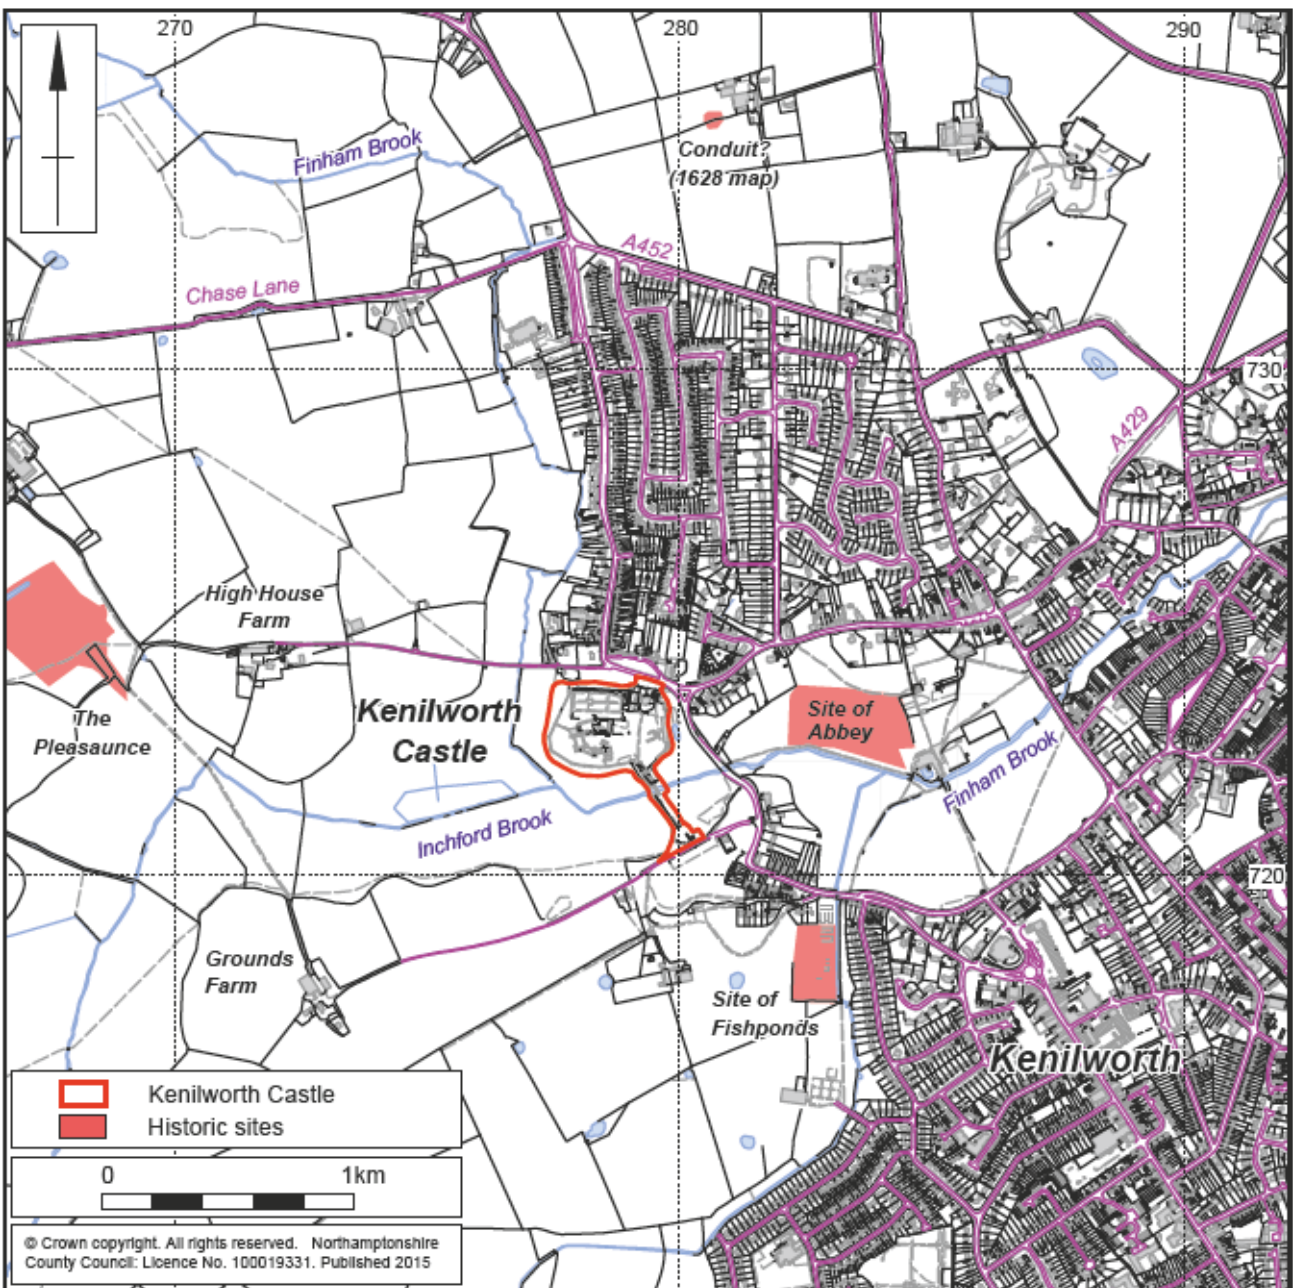 270
280
290
Finham Brook
Conduit?
(1628 map)
A452
Chase Lane
730
A429
High House
Farm
The
Pleasaunce
Kenilworth
Castle
Site of
Abbey
Finham Brook
Inchford Brook
720
Grounds
Farm
Site of
Fishponds
Kenilworth
Kenilworth Castle
Historic sites
0 1km
© Crown copyright. All rights reserved. Northamptonshire
County Council: Licence No. 100019331. Published 2015